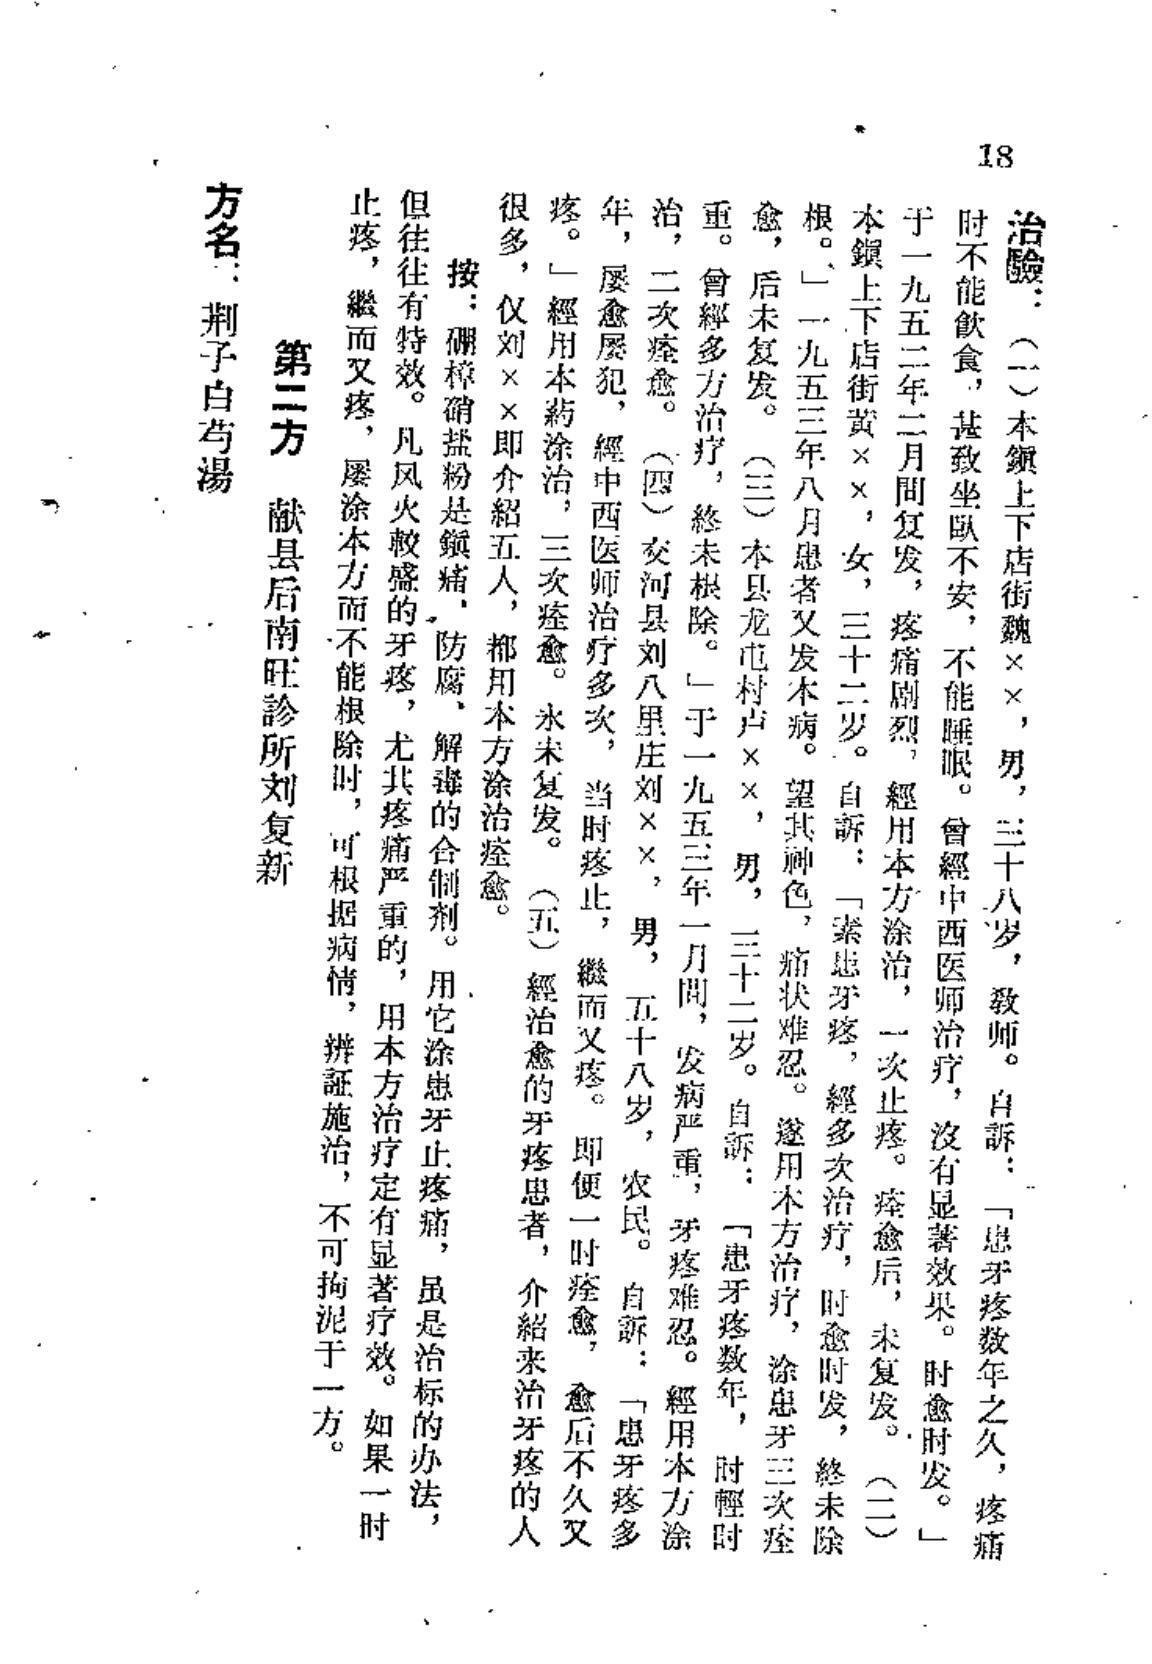 18
治驗：（一）本鎭上下店街魏××，男，三十八岁，教师。自訴：「患牙疼数年之久，疼痛
时不能飮食，甚致坐臥不安，不能睡眠。曾經中西医师治疗，沒有显著效果。时愈时发。」
于一九五二年二月間复发，疼痛剧烈，經用本方涂治，一次止疼。痊愈后，未复发。（二）
本鎭上下店街黄××，女，三十二岁。自訴：「素患牙疼，經多次治疗，时愈时发，終未除
根。」一九五三年八月患者又发本病。望其神色，痛状难忍。遂用本方治疗，涂患牙三次痊
愈，后未复发。（三）本县龙屯村卢××，男，三十二岁。自訴：「患牙疼数年，时輕时
重。曾經多方治疗，終未根除。」于一九五三年一月間，发病严重，牙疼难忍。經用本方涂
治，二次痊愈。（四）交河县刘八里庄刘××，男，五十八岁，农民。自訴：「患牙疼多
年，屡愈屡犯，經中西医师治疗多次，当时疼止，繼而又疼。即便一时痊愈，愈后不久又
疼。」經用本药涂治，三次痊愈。永未复发。（五）經治愈的牙疼患者，介紹来治牙疼的人
很多，仅刘××即介紹五人，都用本方涂治痊愈。
按：硼樟硝盐粉是鎭痛、防腐、解毒的合制剂。用它涂患牙止疼痛，虽是治标的办法，
但往往有特效。凡风火較盛的牙疼，尤其疼痛严重的，用本方治疗定有显著疗效。如果一时
止疼，繼而又疼，屡涂本方而不能根除时，可根据病情，辨証施治，不可拘泥于一方。
第二方　献县后南旺診所刘复新
方名：荆子白芍湯